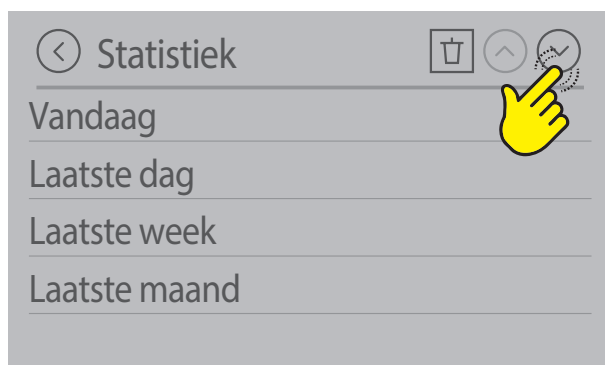 Statistiek
Vandaag
Laatste dag
Laatste week
Laatste maand